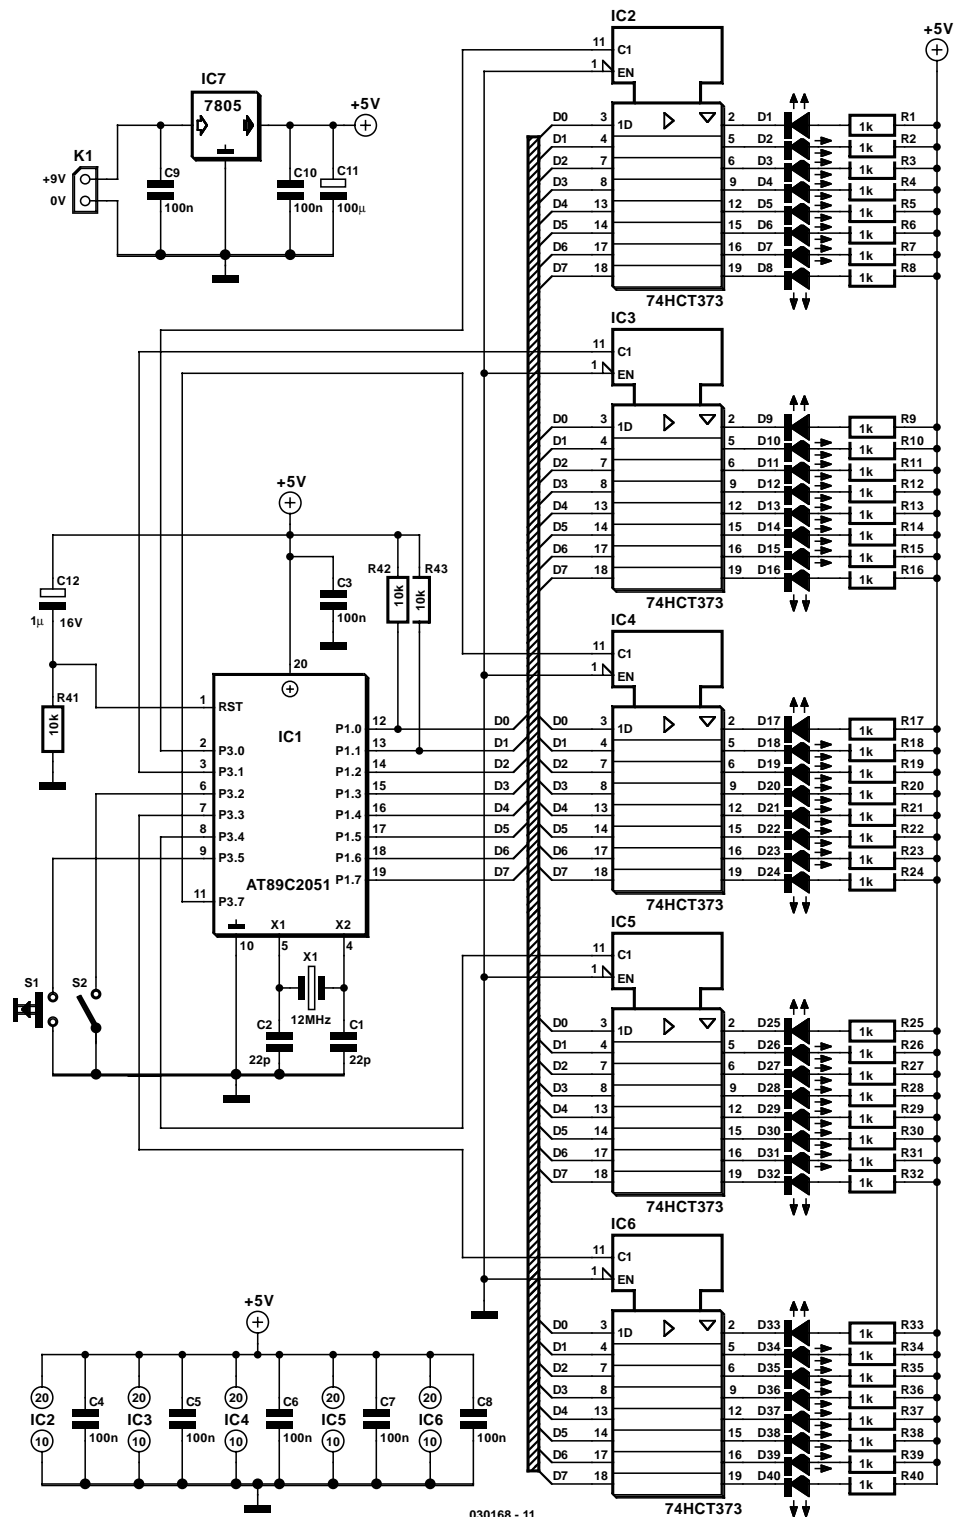 IC2
+5V
11
C1
1
EN
IC7
7805
+5V
K1
+9V
0V
C9
100n
C10
100n
C11
100µ
D0 3 1D 2 D1 1k R1
D1 4 5 D2 1k R2
D2 7 6 D3 1k R3
D3 8 9 D4 1k R4
D4 13 12 D5 1k R5
D5 14 15 D6 1k R6
D6 17 16 D7 1k R7
D7 18 19 D8 1k R8
74HCT373
IC3
11
C1
1
EN
D0 3 1D 2 D9 1k R9
D1 4 5 D10 1k R10
D2 7 6 D11 1k R11
D3 8 9 D12 1k R12
D4 13 12 D13 1k R13
D5 14 15 D14 1k R14
D6 17 16 D15 1k R15
D7 18 19 D16 1k R16
74HCT373
+5V
C12
1µ
16V
R41
10k
C3
100n
R42
10k
R43
10k
20
IC1
AT89C2051
1 RST
2 P3.0
3 P3.1
6 P3.2
7 P3.3
8 P3.4
9 P3.5
11 P3.7
P1.0 12 D0
P1.1 13 D1
P1.2 14 D2
P1.3 15 D3
P1.4 16 D4
P1.5 17 D5
P1.6 18 D6
P1.7 19 D7
X1
X2
10
5
4
X1
12MHz
C2
22p
C1
22p
S1
S2
IC4
11
C1
1
EN
D0 3 1D 2 D17 1k R17
D1 4 5 D18 1k R18
D2 7 6 D19 1k R19
D3 8 9 D20 1k R20
D4 13 12 D21 1k R21
D5 14 15 D22 1k R22
D6 17 16 D23 1k R23
D7 18 19 D24 1k R24
74HCT373
IC5
11
C1
1
EN
D0 3 1D 2 D25 1k R25
D1 4 5 D26 1k R26
D2 7 6 D27 1k R27
D3 8 9 D28 1k R28
D4 13 12 D29 1k R29
D5 14 15 D30 1k R30
D6 17 16 D31 1k R31
D7 18 19 D32 1k R32
74HCT373
IC6
11
C1
1
EN
D0 3 1D 2 D33 1k R33
D1 4 5 D34 1k R34
D2 7 6 D35 1k R35
D3 8 9 D36 1k R36
D4 13 12 D37 1k R37
D5 14 15 D38 1k R38
D6 17 16 D39 1k R39
D7 18 19 D40 1k R40
74HCT373
+5V
20 20 20 20 20
IC2 C4 IC3 C5 IC4 C6 IC5 C7 IC6 C8
10 100n 10 100n 10 100n 10 100n 10 100n
030168 - 11